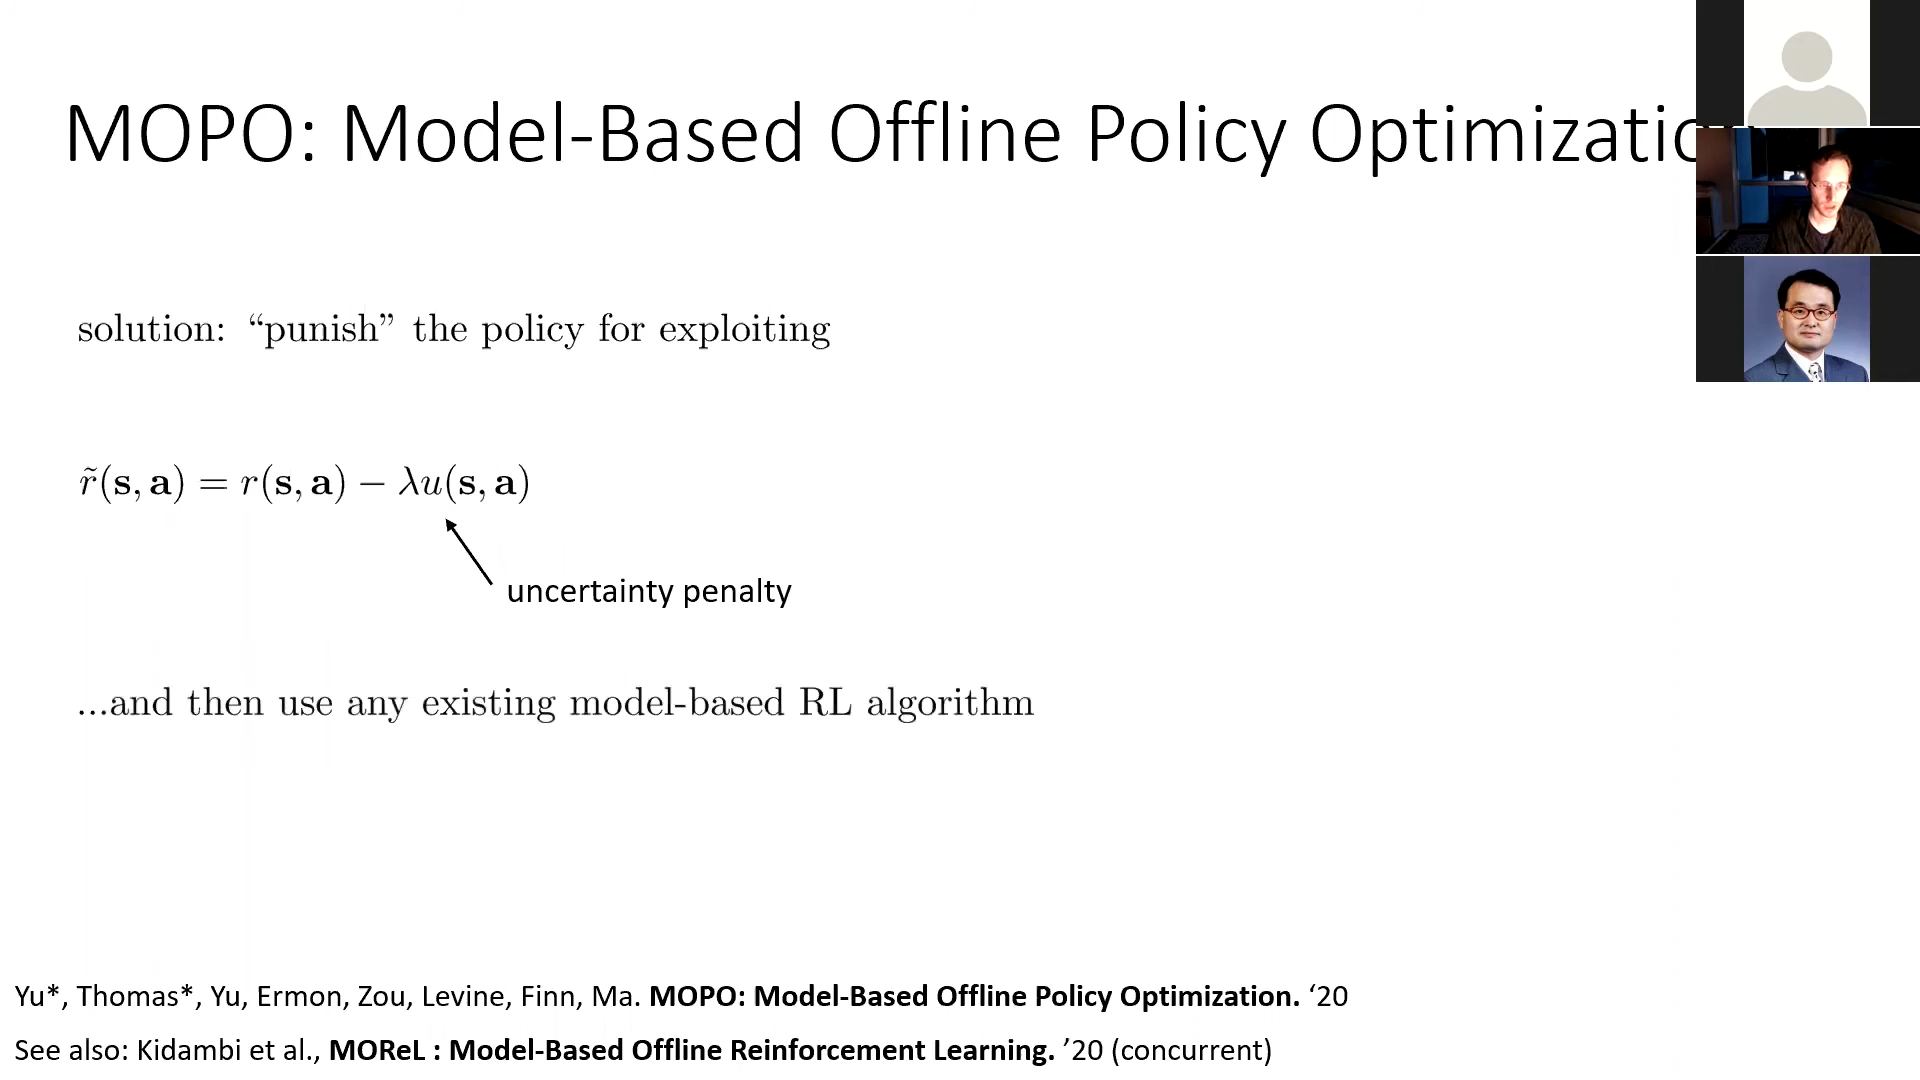 MOPO: Model-Based Offline Policy Optimization
solution: “punish” the policy for exploiting
r̃(s, a) = r(s, a) − λu(s, a)
uncertainty penalty
...and then use any existing model-based RL algorithm
Yu*, Thomas*, Yu, Ermon, Zou, Levine, Finn, Ma. MOPO: Model-Based Offline Policy Optimization. ‘20
See also: Kidambi et al., MOReL : Model-Based Offline Reinforcement Learning. ’20 (concurrent)